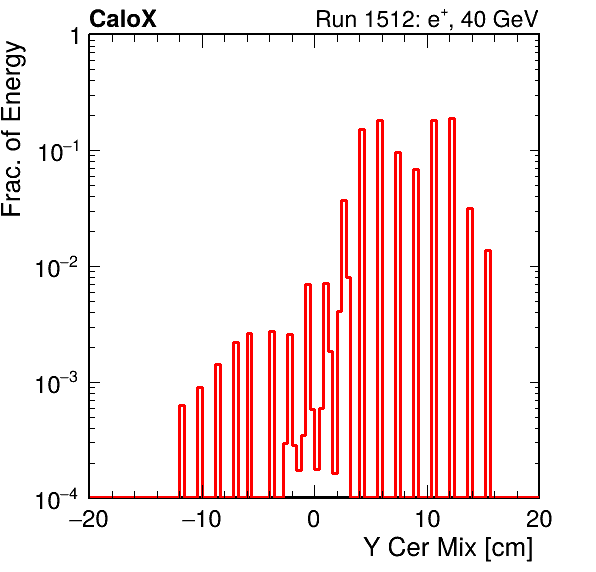 CaloX Run 1512: e⁺, 40 GeV
Frac. of Energy
1
10⁻¹
10⁻²
10⁻³
10⁻⁴
−20 −10 0 10 20
Y Cer Mix [cm]